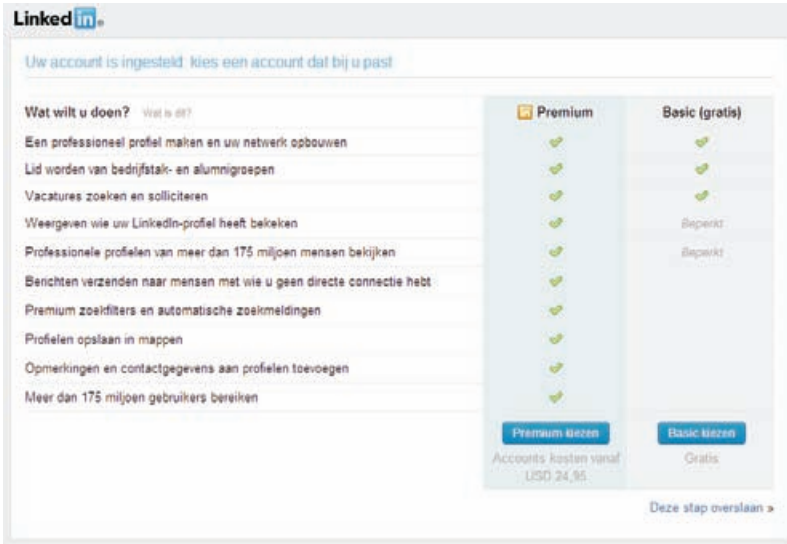 Linked in®
Uw account is ingesteld kies een account dat bij u past
Wat wilt u doen? Wat is dit? Premium Basic (gratis)
Een professioneel profiel maken en uw netwerk opbouwen
Lid worden van bedrijfstak- en alumnigroepen
Vacatures zoeken en solliciteren
Weergeven wie uw LinkedIn-profiel heeft bekeken Beperkt
Professionele profielen van meer dan 175 miljoen mensen bekijken Beperkt
Berichten verzenden naar mensen met wie u geen directe connectie hebt
Premium zoekfilters en automatische zoekmeldingen
Profielen opslaan in mappen
Opmerkingen en contactgegevens aan profielen toevoegen
Meer dan 175 miljoen gebruikers bereiken
Premium kiezen Basic kiezen
Accounts kosten vanaf Gratis
USD 24,95
Deze stap overslaan »